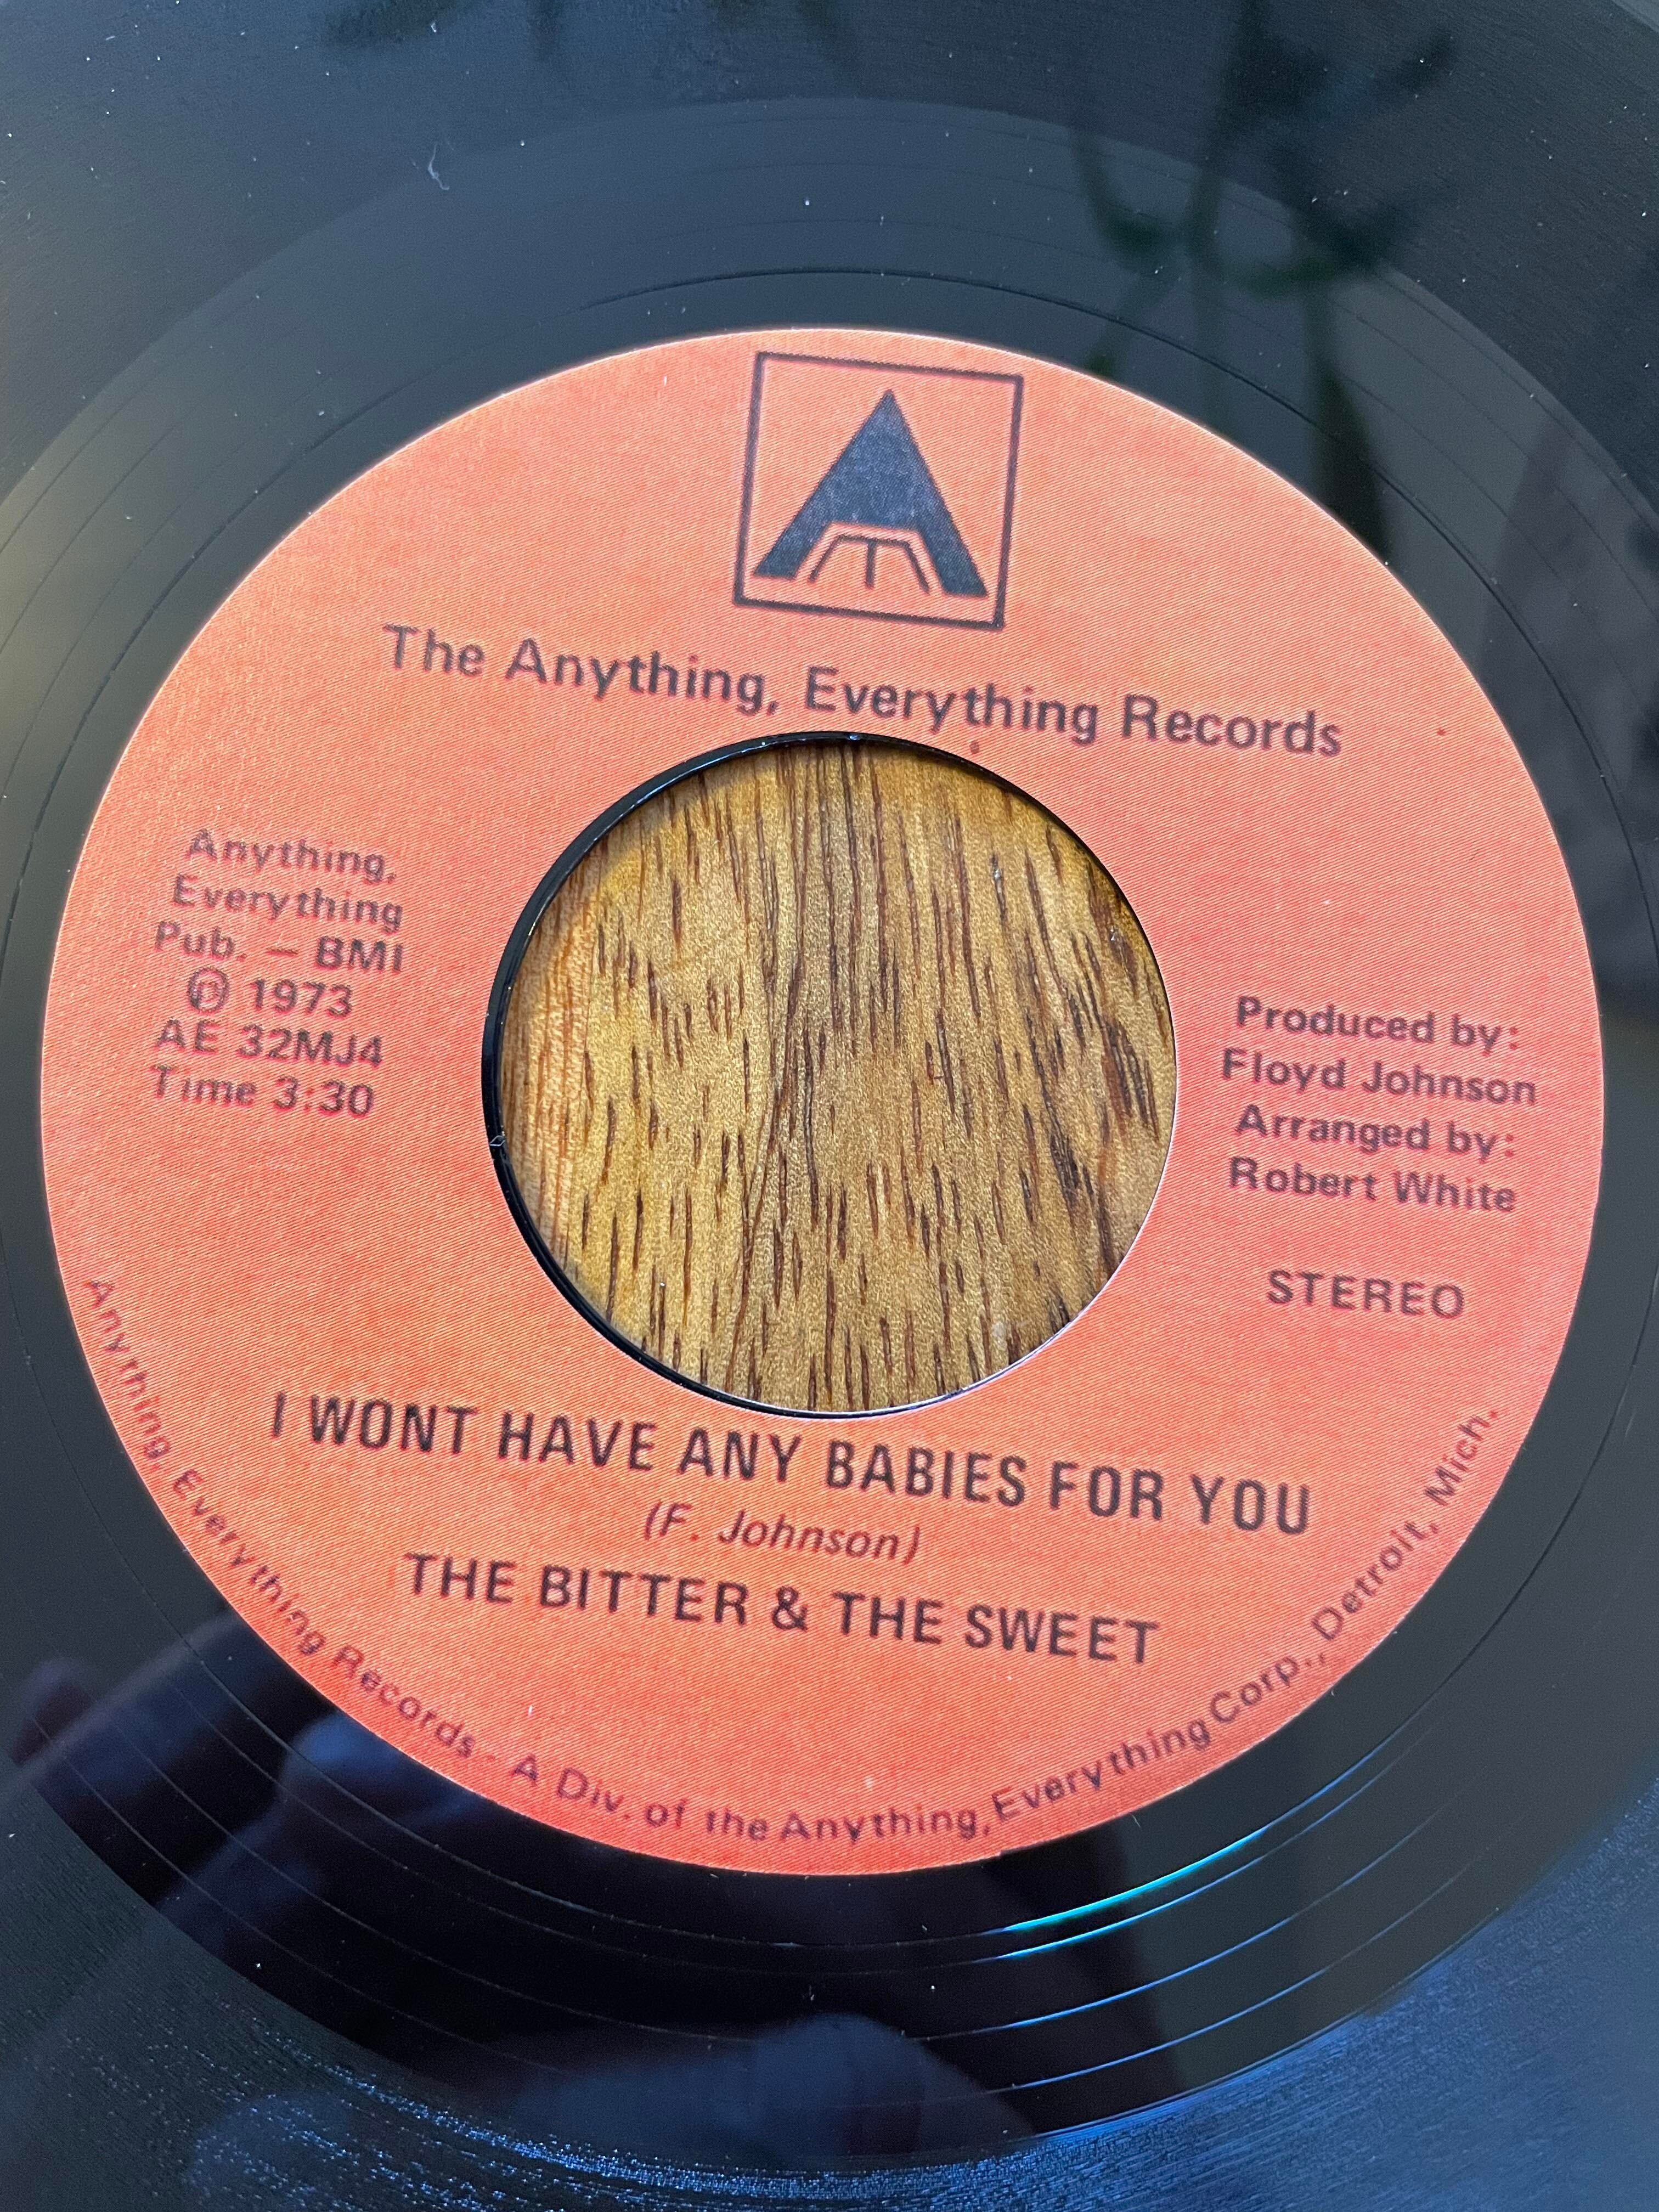 The Anything, Everything Records
Anything,
Everything
Pub. – BMI
℗ 1973
AE 32MJ4
Time 3:30
Produced by:
Floyd Johnson
Arranged by:
Robert White
STEREO
I WONT HAVE ANY BABIES FOR YOU
(F. Johnson)
THE BITTER & THE SWEET
Anything, Everything Records - A Div. of the Anything, Everything Corp., Detroit, Mich.